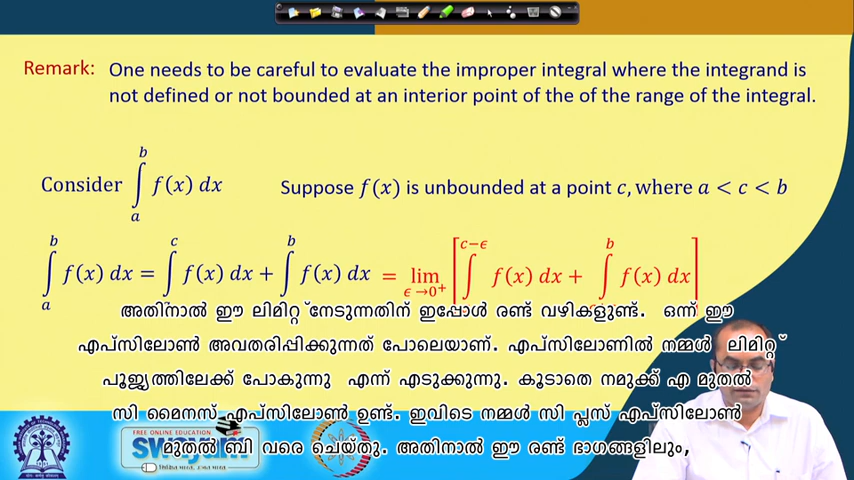 Remark: One needs to be careful to evaluate the improper integral where the integrand is
not defined or not bounded at an interior point of the of the range of the integral.
Consider ∫_a^b f(x) dx Suppose f(x) is unbounded at a point c, where a < c < b
∫_a^b f(x) dx = ∫^c f(x) dx + ∫^b f(x) dx = lim_{ϵ→0⁺} [∫^{c−ϵ} f(x) dx + ∫^b f(x) dx]
അതിനാൽ ഈ ലിമിറ്റ് നേടുന്നതിന് ഇപ്പോൾ രണ്ട് വഴികളുണ്ട്. ഒന്ന് ഈ
എപ്സിലോൺ അവതരിപ്പിക്കുന്നത് പോലെയാണ്. എപ്സിലോണിൽ നമ്മൾ ലിമിറ്റ്
പൂജ്യത്തിലേക്ക് പോകുന്നു എന്ന് എടുക്കുന്നു. കൂടാതെ നമുക്ക് എ മുതൽ
സി മൈനസ് എപ്സിലോൺ ഉണ്ട്. ഇവിടെ നമ്മൾ സി പ്ലസ് എപ്സിലോൺ
മുതൽ ബി വരെ ചെയ്തു. അതിനാൽ ഈ രണ്ട് ഭാഗങ്ങളിലും,
FREE ONLINE EDUCATION